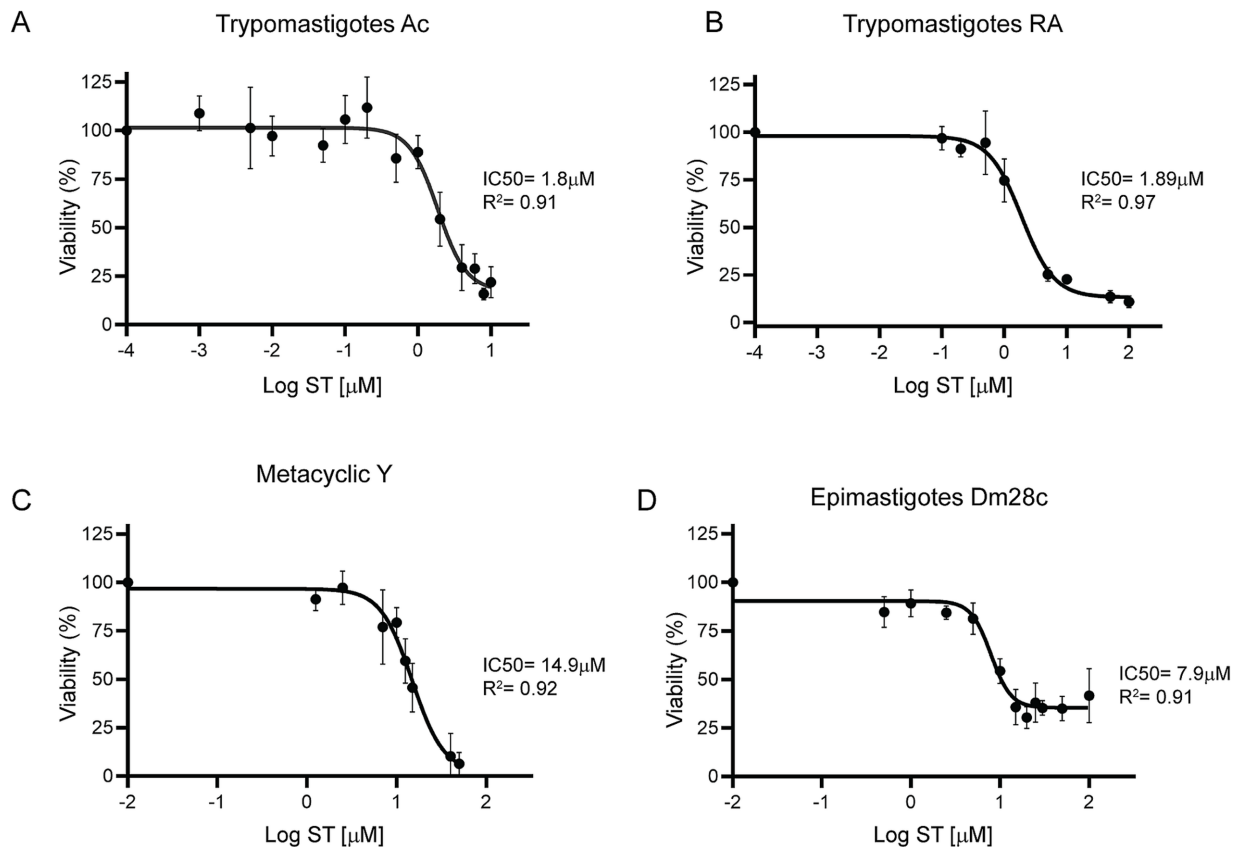 A
Trypomastigotes Ac
125
100
75
50
25
0
Viability (%)
IC50= 1.8μM
R²= 0.91
-4 -3 -2 -1 0 1
Log ST [μM]
B
Trypomastigotes RA
125
100
75
50
25
0
Viability (%)
IC50= 1.89μM
R²= 0.97
-4 -3 -2 -1 0 1 2
Log ST [μM]
C
Metacyclic Y
125
100
75
50
25
0
Viability (%)
IC50= 14.9μM
R²= 0.92
-2 -1 0 1 2
Log ST [μM]
D
Epimastigotes Dm28c
125
100
75
50
25
0
Viability (%)
IC50= 7.9μM
R²= 0.91
-2 -1 0 1 2
Log ST [μM]